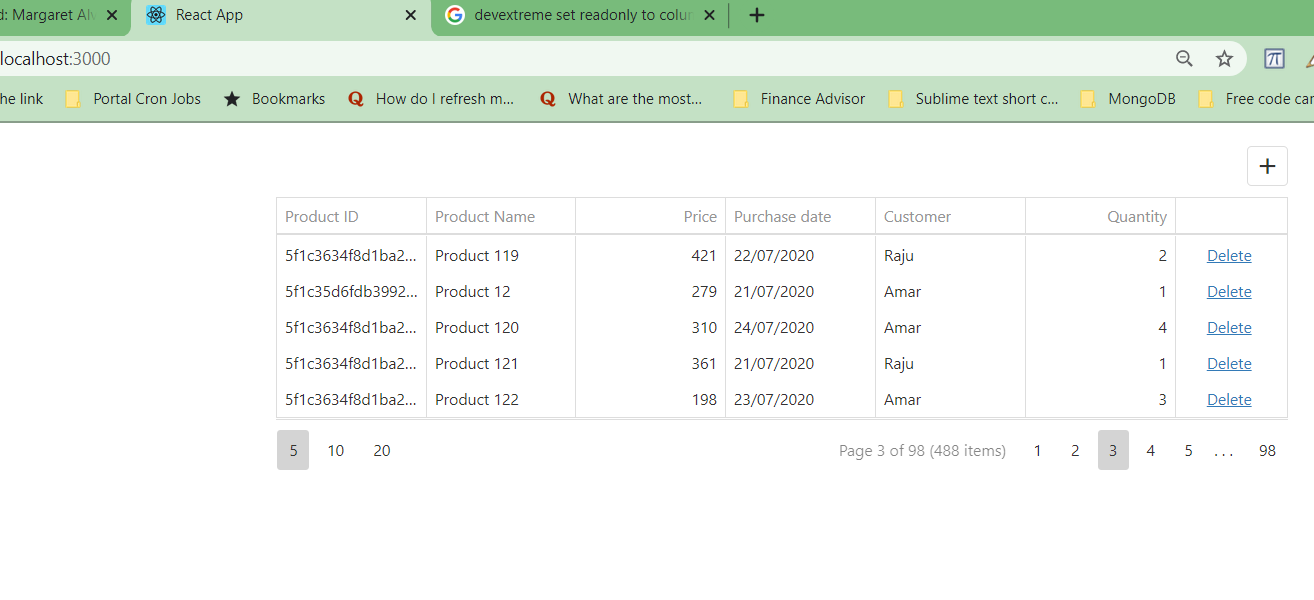 d: Margaret Al React App devextreme set readonly to colu
localhost:3000
he link Portal Cron Jobs Bookmarks How do I refresh m... What are the most... Finance Advisor Sublime text short c... MongoDB Free code car
+
Product ID Product Name Price Purchase date Customer Quantity
5f1c3634f8d1ba2... Product 119 421 22/07/2020 Raju 2 Delete
5f1c35d6fdb3992... Product 12 279 21/07/2020 Amar 1 Delete
5f1c3634f8d1ba2... Product 120 310 24/07/2020 Amar 4 Delete
5f1c3634f8d1ba2... Product 121 361 21/07/2020 Raju 1 Delete
5f1c3634f8d1ba2... Product 122 198 23/07/2020 Amar 3 Delete
5 10 20 Page 3 of 98 (488 items) 1 2 3 4 5 ... 98